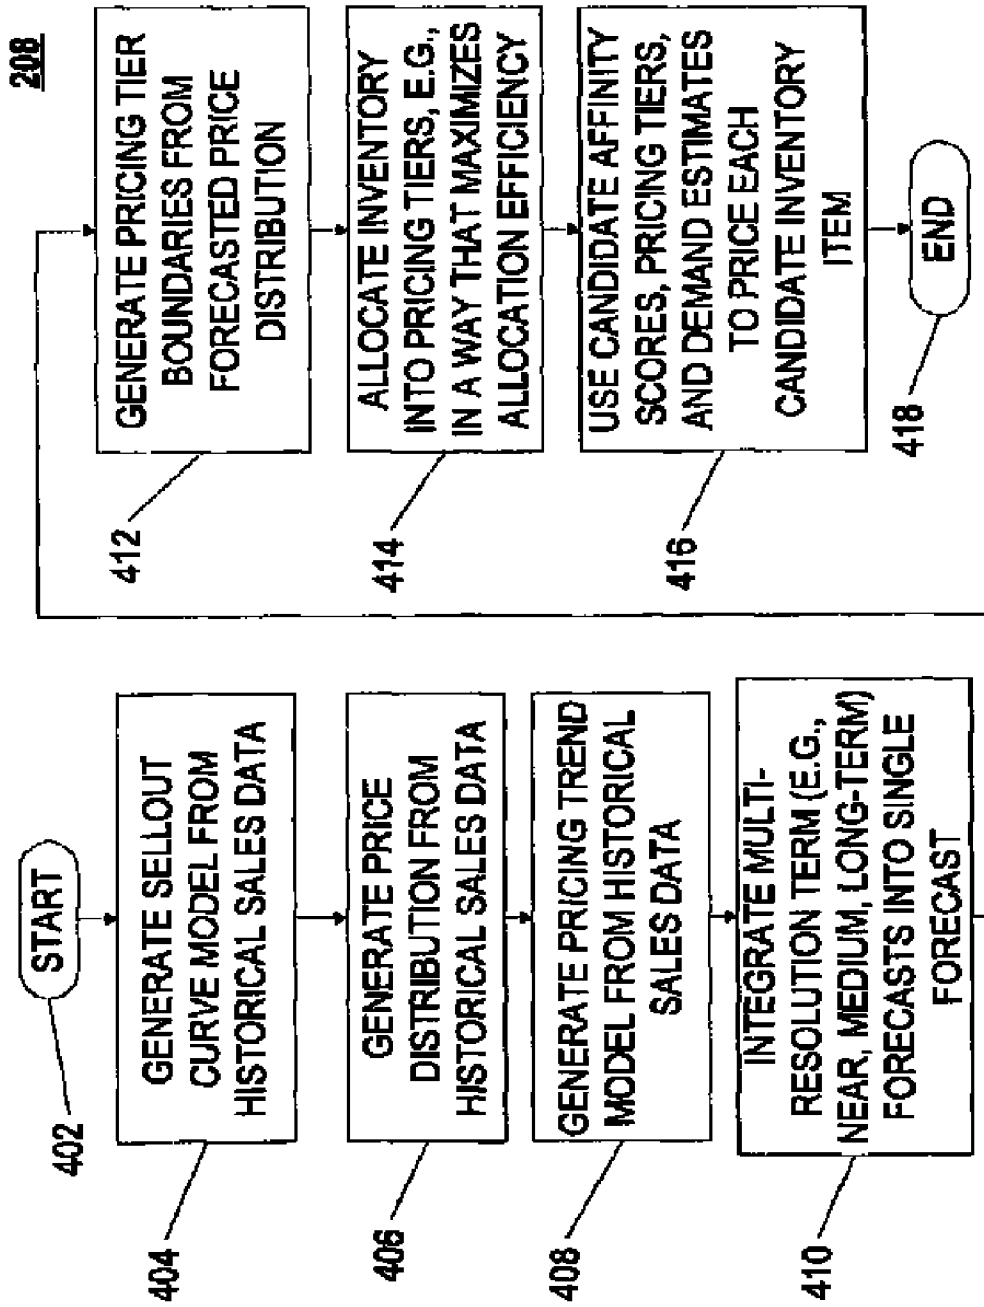 208
START
402
GENERATE SELLOUT
CURVE MODEL FROM
HISTORICAL SALES DATA
404
GENERATE PRICE
DISTRIBUTION FROM
HISTORICAL SALES DATA
406
GENERATE PRICING TREND
MODEL FROM HISTORICAL
SALES DATA
408
INTEGRATE MULTI-
RESOLUTION TERM (E.G.,
NEAR, MEDIUM, LONG-TERM)
FORECASTS INTO SINGLE
FORECAST
410
GENERATE PRICING TIER
BOUNDARIES FROM
FORECASTED PRICE
DISTRIBUTION
412
ALLOCATE INVENTORY
INTO PRICING TIERS, E.G.,
IN A WAY THAT MAXIMIZES
ALLOCATION EFFICIENCY
414
USE CANDIDATE AFFINITY
SCORES, PRICING TIERS,
AND DEMAND ESTIMATES
TO PRICE EACH
CANDIDATE INVENTORY
ITEM
416
END
418